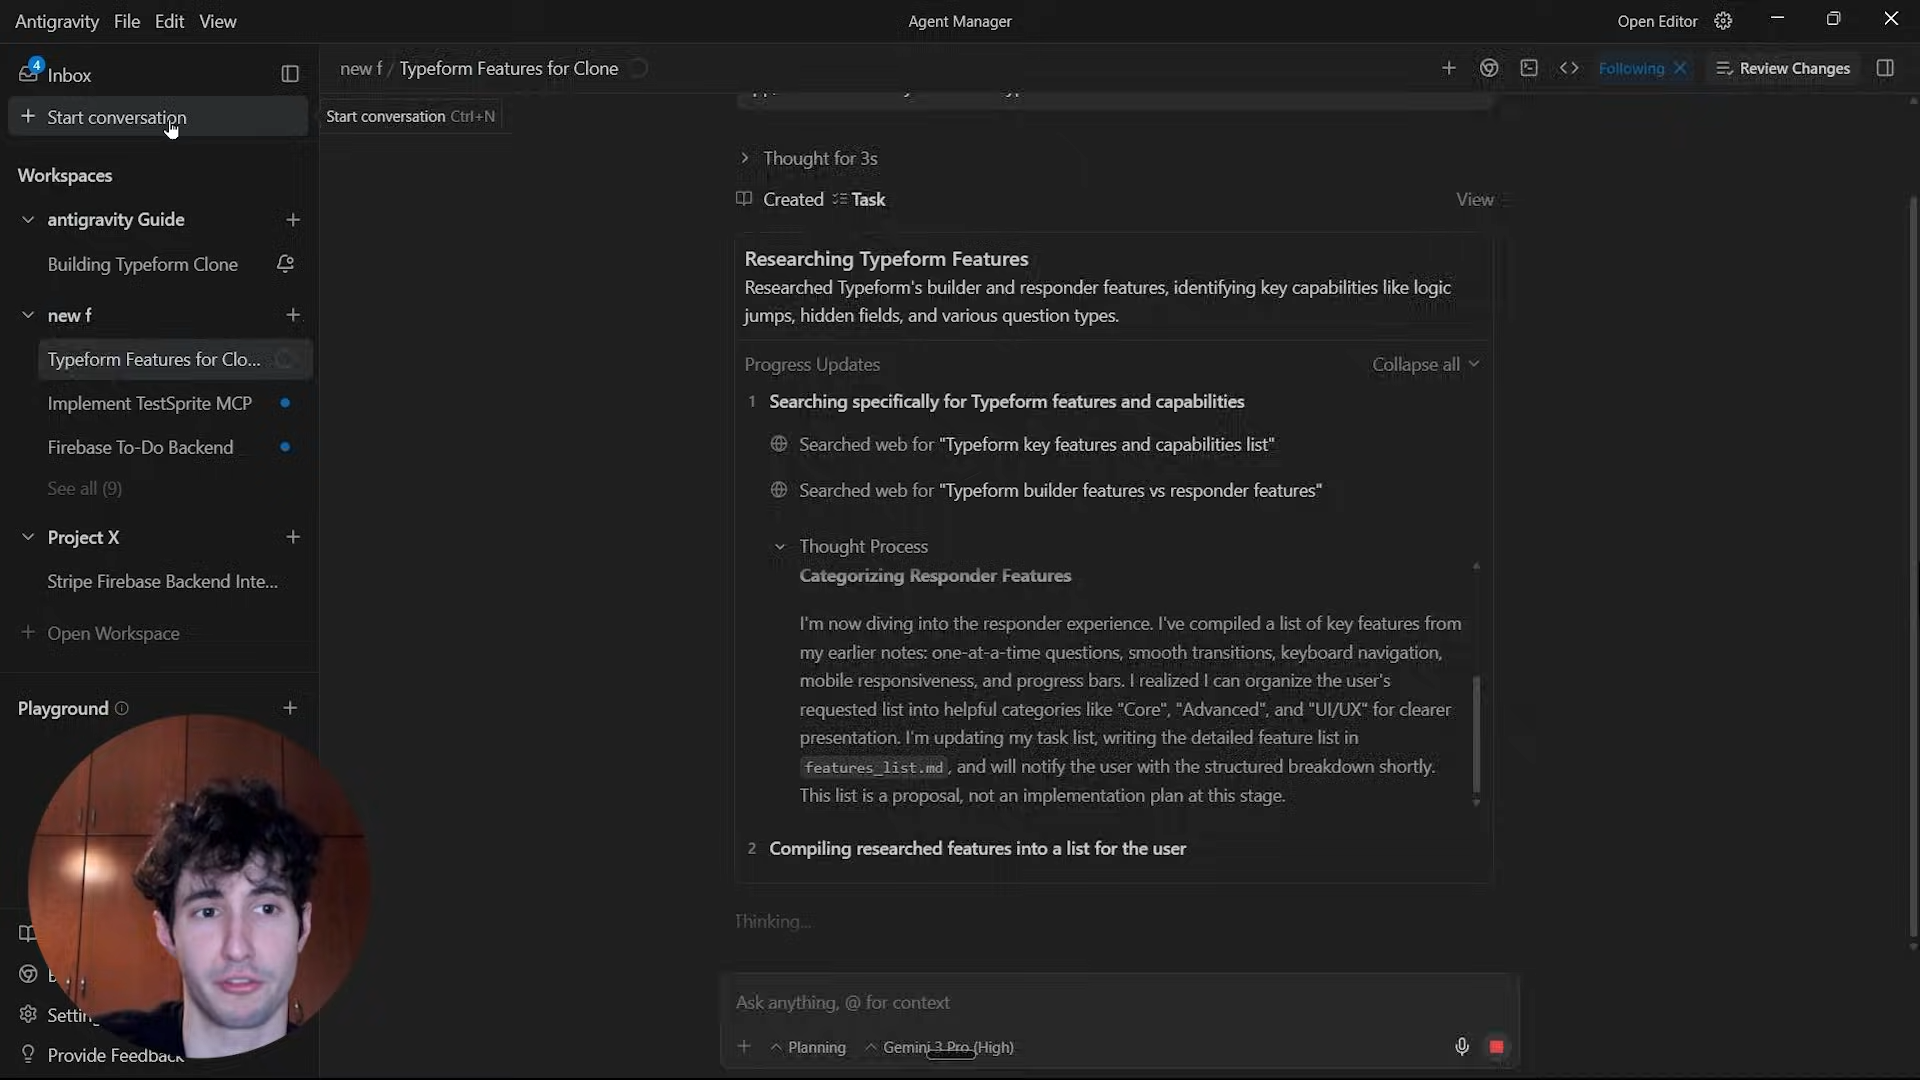 Antigravity File Edit View
Agent Manager
Open Editor
4
Inbox
Start conversation
Workspaces
antigravity Guide
Building Typeform Clone
new f
Typeform Features for Clo...
Implement TestSprite MCP
Firebase To-Do Backend
See all (9)
Project X
Stripe Firebase Backend Inte...
Open Workspace
Playground
Provide Feedback
new f / Typeform Features for Clone
Following
Review Changes
Start conversation Ctrl+N
Thought for 3s
Created Task
View
Researching Typeform Features
Researched Typeform's builder and responder features, identifying key capabilities like logic
jumps, hidden fields, and various question types.
Progress Updates
Collapse all
1 Searching specifically for Typeform features and capabilities
Searched web for "Typeform key features and capabilities list"
Searched web for "Typeform builder features vs responder features"
Thought Process
Categorizing Responder Features
I'm now diving into the responder experience. I've compiled a list of key features from
my earlier notes: one-at-a-time questions, smooth transitions, keyboard navigation,
mobile responsiveness, and progress bars. I realized I can organize the user's
requested list into helpful categories like "Core", "Advanced", and "UI/UX" for clearer
presentation. I'm updating my task list, writing the detailed feature list in
features_list.md, and will notify the user with the structured breakdown shortly.
This list is a proposal, not an implementation plan at this stage.
2 Compiling researched features into a list for the user
Thinking...
Ask anything, @ for context
Planning
Gemini 3 Pro (High)